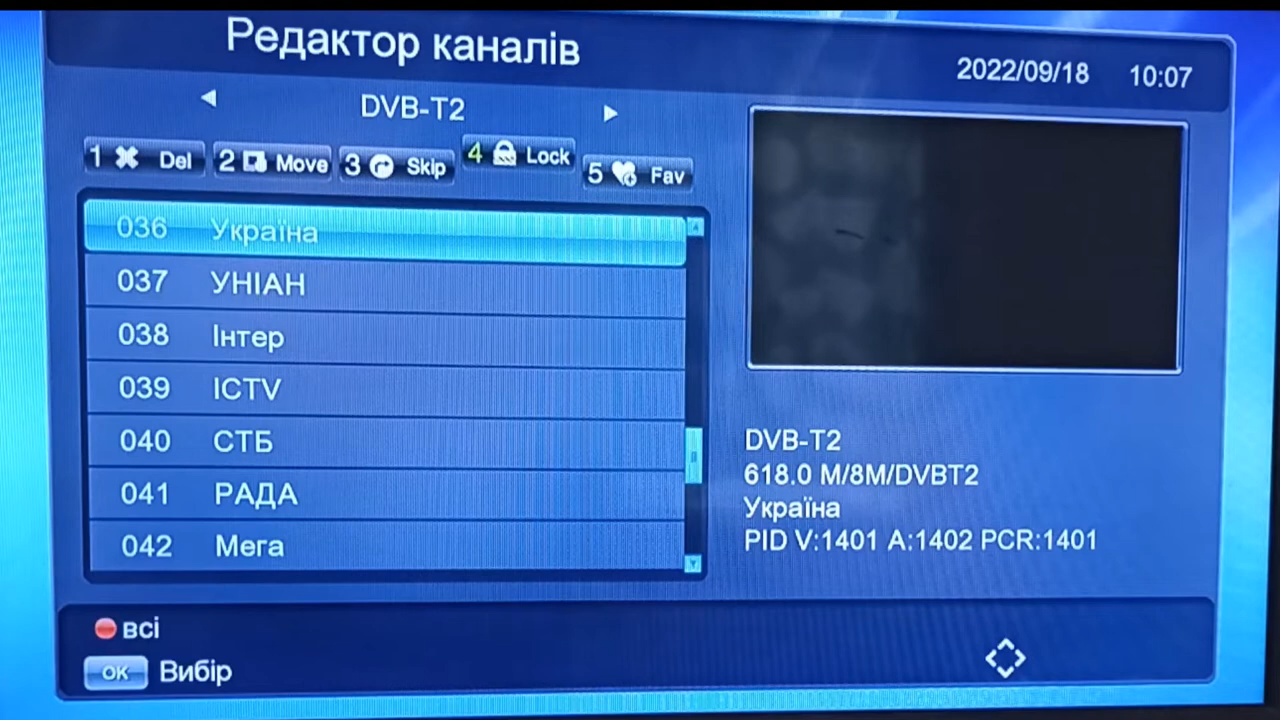 Редактор каналів
2022/09/18 10:07
DVB-T2
1 Del 2 Move 3 Skip 4 Lock 5 Fav
036 Україна
037 УНІАН
038 Інтер
039 ICTV
040 СТБ
041 РАДА
042 Мега
DVB-T2
618.0 M/8M/DVBT2
Україна
PID V:1401 A:1402 PCR:1401
всі
OK Вибір